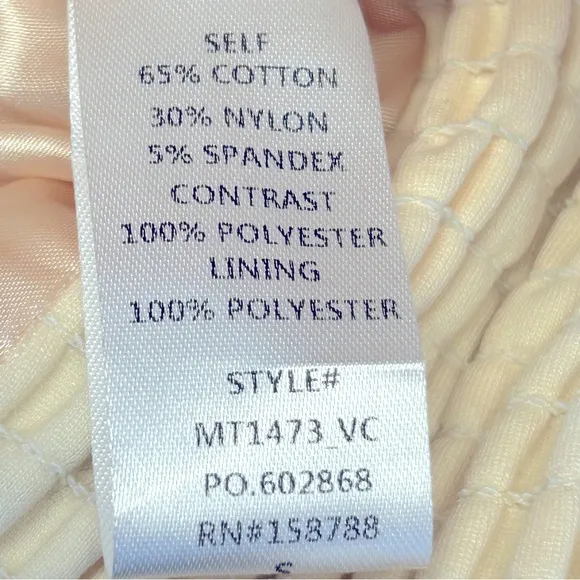 SELF
65% COTTON
30% NYLON
5% SPANDEX
CONTRAST
100% POLYESTER
LINING
100% POLYESTER
STYLE#
MT1473_VC
PO.602868
RN#158788